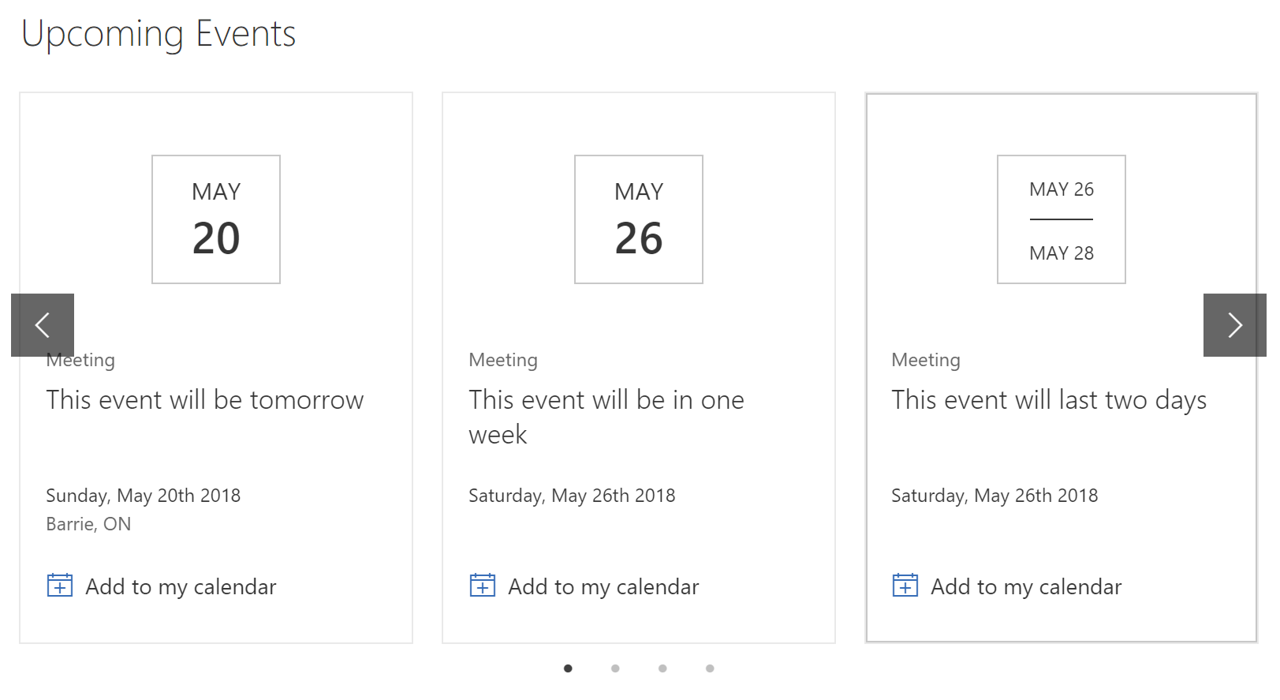 Upcoming Events
MAY
20
Meeting
This event will be tomorrow
Sunday, May 20th 2018
Barrie, ON
Add to my calendar
MAY
26
Meeting
This event will be in one
week
Saturday, May 26th 2018
Add to my calendar
MAY 26
MAY 28
Meeting
This event will last two days
Saturday, May 26th 2018
Add to my calendar